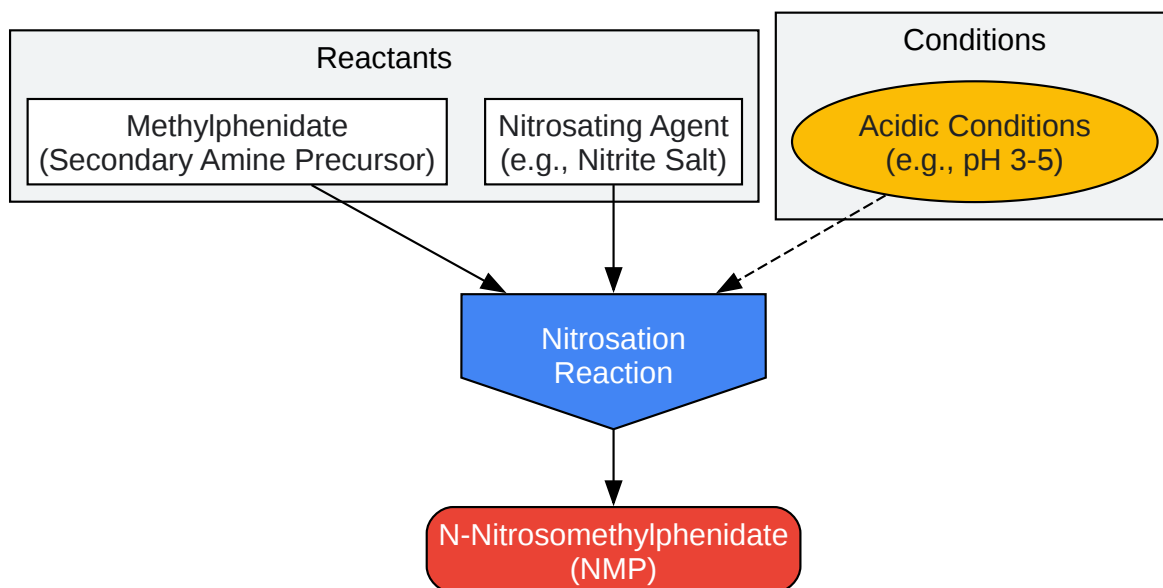 Reactants
Methylphenidate
(Secondary Amine Precursor)
Nitrosating Agent
(e.g., Nitrite Salt)
Conditions
Acidic Conditions
(e.g., pH 3-5)
Nitrosation
Reaction
N-Nitrosomethylphenidate
(NMP)